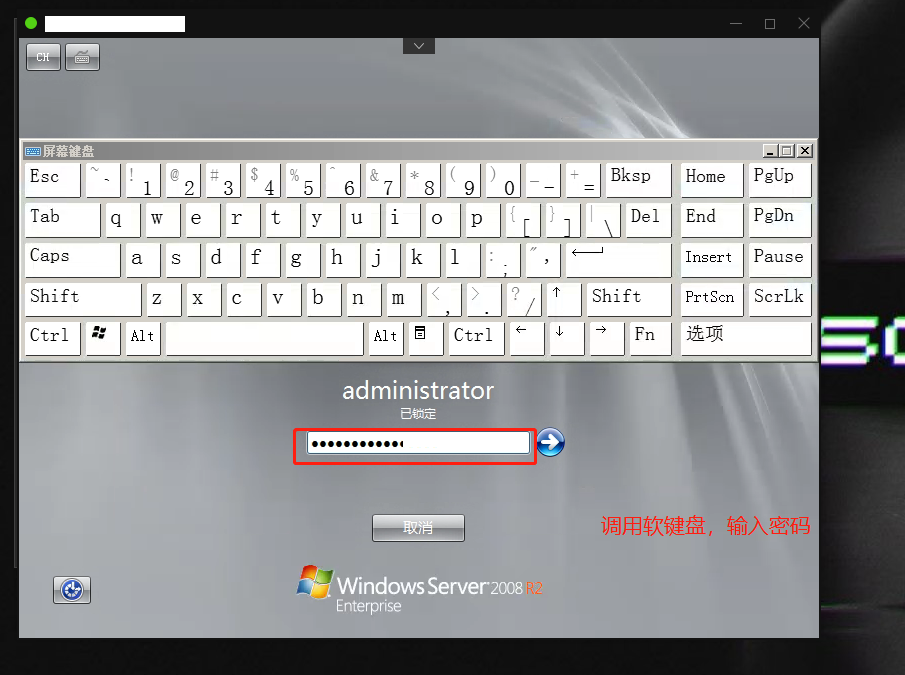 CH
屏幕键盘
Esc ~ ` ! 1 @ 2 # 3 $ 4 % 5 ^ 6 & 7 * 8 ( 9 ) 0 _ - + = Bksp Home PgUp
Tab q w e r t y u i o p { [ } ] | \ Del End PgDn
Caps a s d f g h j k l : ; " , ← Insert Pause
Shift z x c v b n m < , > . ? / ↑ Shift PrtScn ScrLk
Ctrl Alt Alt Ctrl ← ↓ → Fn 选项
SO
administrator
已锁定
取消
调用软键盘，输入密码
Windows Server 2008 R2
Enterprise